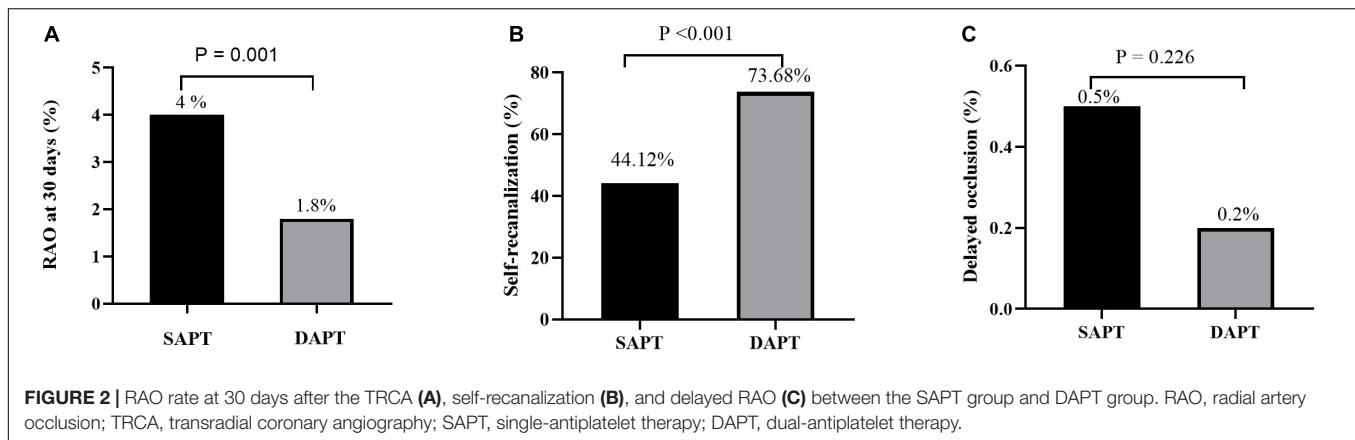 A
P = 0.001
RAO at 30 days (%)
5
4
3
2
1
0
4 %
1.8%
SAPT
DAPT
B
P <0.001
Self-recanalization (%)
80
60
40
20
0
44.12%
73.68%
SAPT
DAPT
C
P = 0.226
Delayed occlusion (%)
0.6
0.4
0.2
0.0
0.5%
0.2%
SAPT
DAPT
FIGURE 2 | RAO rate at 30 days after the TRCA (A), self-recanalization (B), and delayed RAO (C) between the SAPT group and DAPT group. RAO, radial artery
occlusion; TRCA, transradial coronary angiography; SAPT, single-antiplatelet therapy; DAPT, dual-antiplatelet therapy.